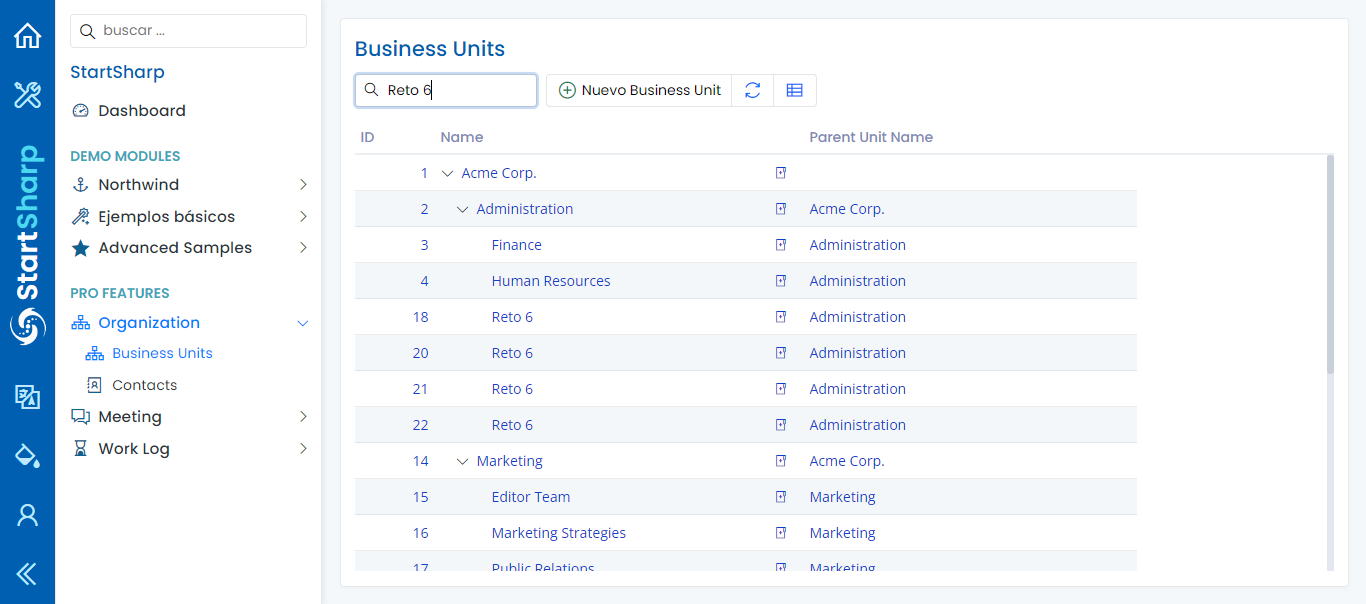 buscar ...
StartSharp
Dashboard
DEMO MODULES
Northwind
Ejemplos básicos
Advanced Samples
PRO FEATURES
Organization
Business Units
Contacts
Meeting
Work Log
StartSharp
Business Units
Reto 6
Nuevo Business Unit
ID Name Parent Unit Name
1 Acme Corp.
2 Administration Acme Corp.
3 Finance Administration
4 Human Resources Administration
18 Reto 6 Administration
20 Reto 6 Administration
21 Reto 6 Administration
22 Reto 6 Administration
14 Marketing Acme Corp.
15 Editor Team Marketing
16 Marketing Strategies Marketing
17 Public Relations Marketing